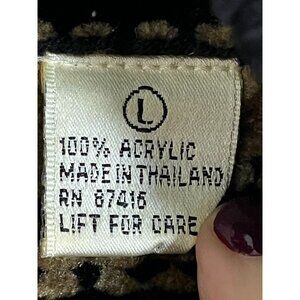 L
100% ACRYLIC
MADE IN THAILAND
RN 87416
LIFT FOR CARE